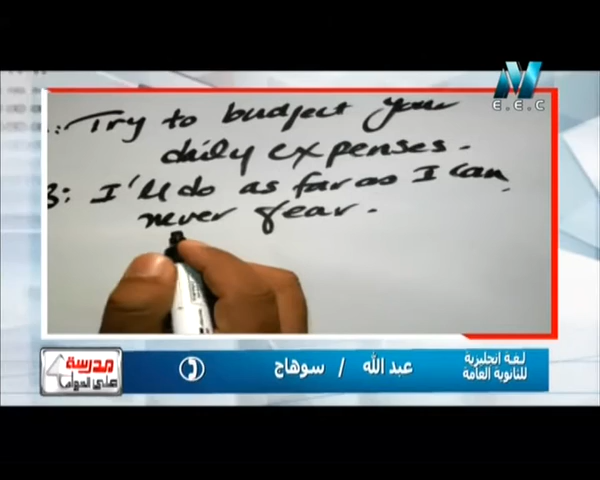 E.E.C
Try to budject your
daily expenses.
B: I'll do as far as I can,
never fear.
مدرسة
على الهواء
عبد الله / سوهاج
لغة انجليزية
للثانوية العامة